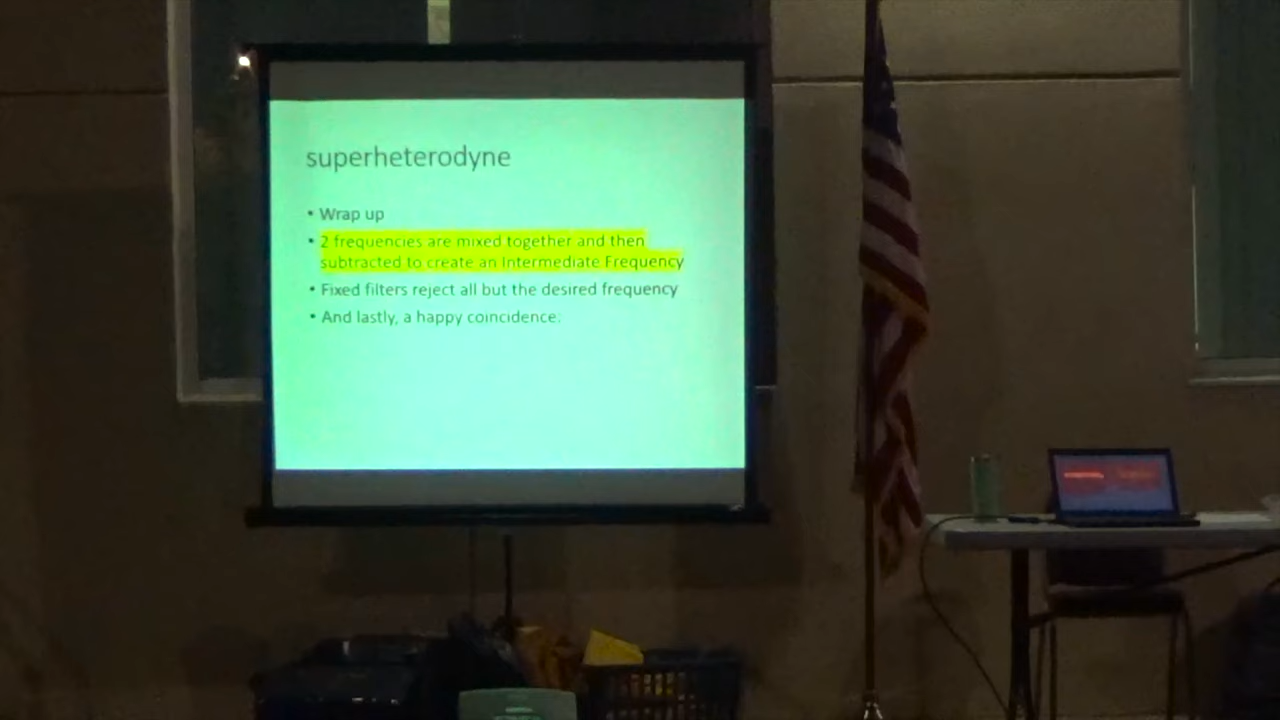 superheterodyne
• Wrap up
• 2 frequencies are mixed together and then
subtracted to create an Intermediate Frequency
• Fixed filters reject all but the desired frequency
• And lastly, a happy coincidence.